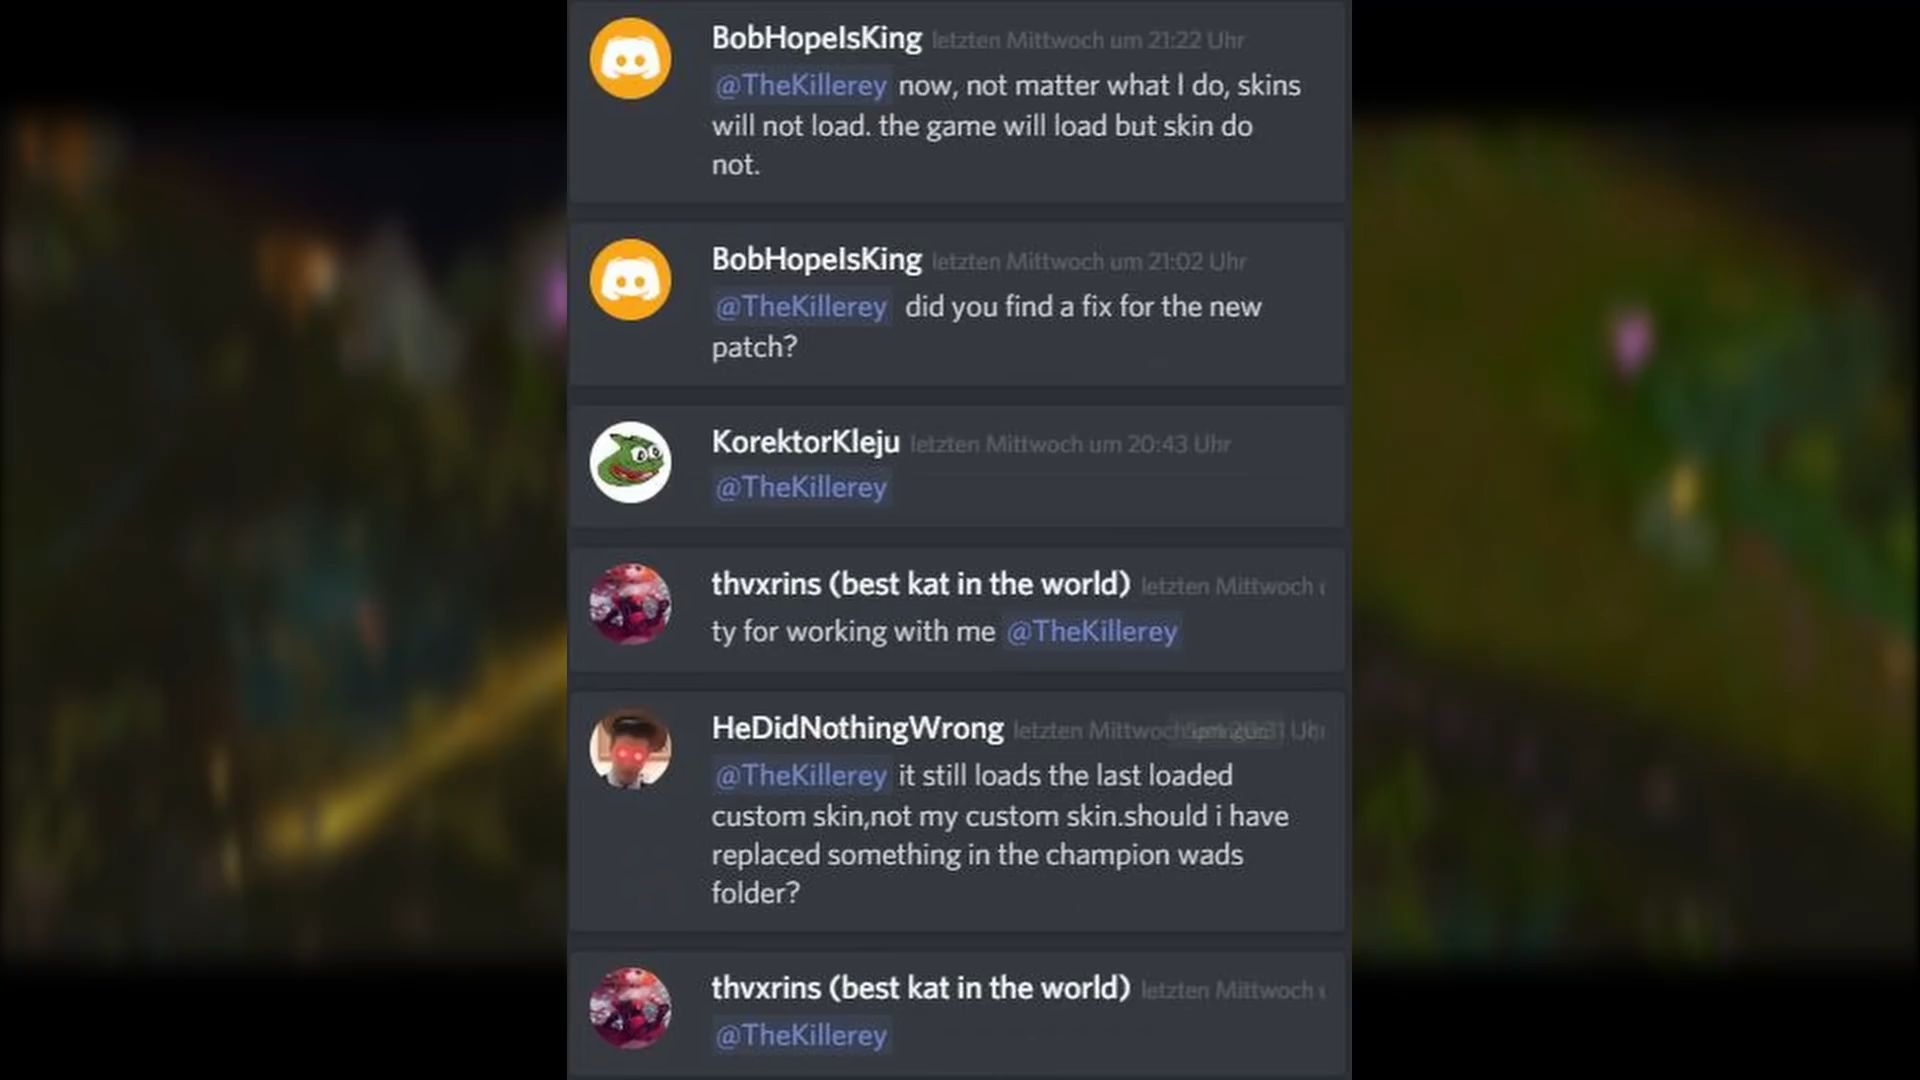 BobHopeIsKing letzten Mittwoch um 21:22 Uhr
@TheKillerey now, not matter what I do, skins
will not load. the game will load but skin do
not.
BobHopeIsKing letzten Mittwoch um 21:02 Uhr
@TheKillerey did you find a fix for the new
patch?
KorektorKleju letzten Mittwoch um 20:43 Uhr
@TheKillerey
thvxrins (best kat in the world) letzten Mittwoch
ty for working with me @TheKillerey
HeDidNothingWrong letzten Mittwoch
@TheKillerey it still loads the last loaded
custom skin,not my custom skin.should i have
replaced something in the champion wads
folder?
thvxrins (best kat in the world) letzten Mittwoch
@TheKillerey